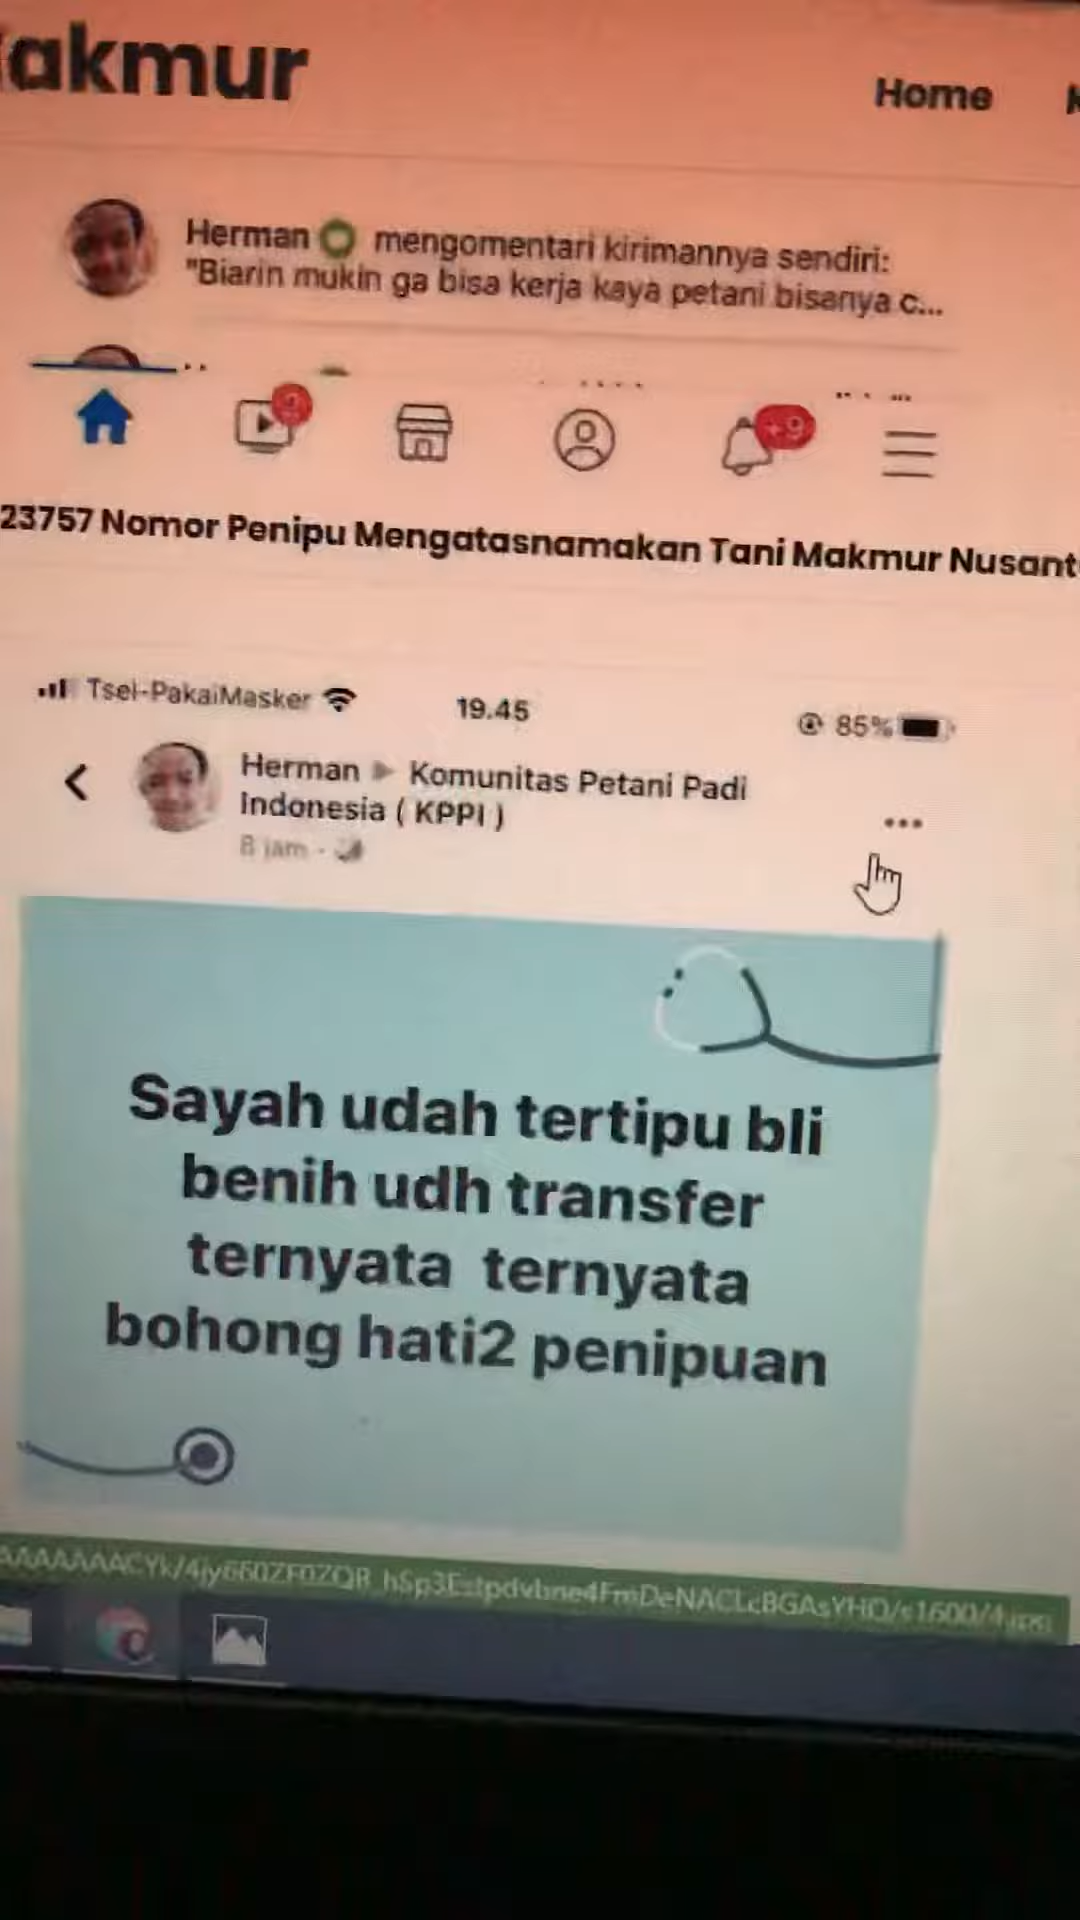 akmur
Home
Herman mengomentari kirimannya sendiri:
"Biarin mukin ga bisa kerja kaya petani bisanya c...
+9
23757 Nomor Penipu Mengatasnamakan Tani Makmur Nusant
Tsel-PakaiMasker
19.45
85%
Herman ▸ Komunitas Petani Padi
Indonesia ( KPPI )
8 jam ·
Sayah udah tertipu bli
benih udh transfer
ternyata ternyata
bohong hati2 penipuan